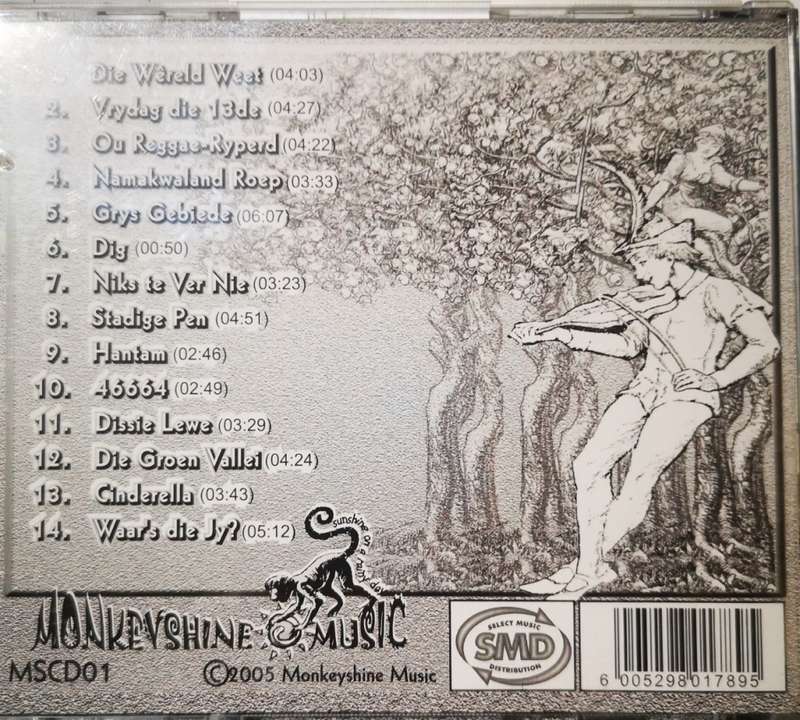 1. Die Wêreld Weet (04:03)
2. Vrydag die 13de (04:27)
3. Ou Reggae-Ryperd (04:22)
4. Namakwaland Roep (03:33)
5. Grys Gebiede (06:07)
6. Dig (00:50)
7. Niks te Ver Nie (03:23)
8. Stadige Pen (04:51)
9. Hantam (02:46)
10. 46664 (02:49)
11. Dissie Lewe (03:29)
12. Die Groen Vallei (04:24)
13. Cinderella (03:43)
14. Waar's die Jy? (05:12)
Sunshine on a rainy day
MONKEYSHINE MUSIC
MSCD01
©2005 Monkeyshine Music
SELECT MUSIC
SMD
DISTRIBUTION
6 005298 017895